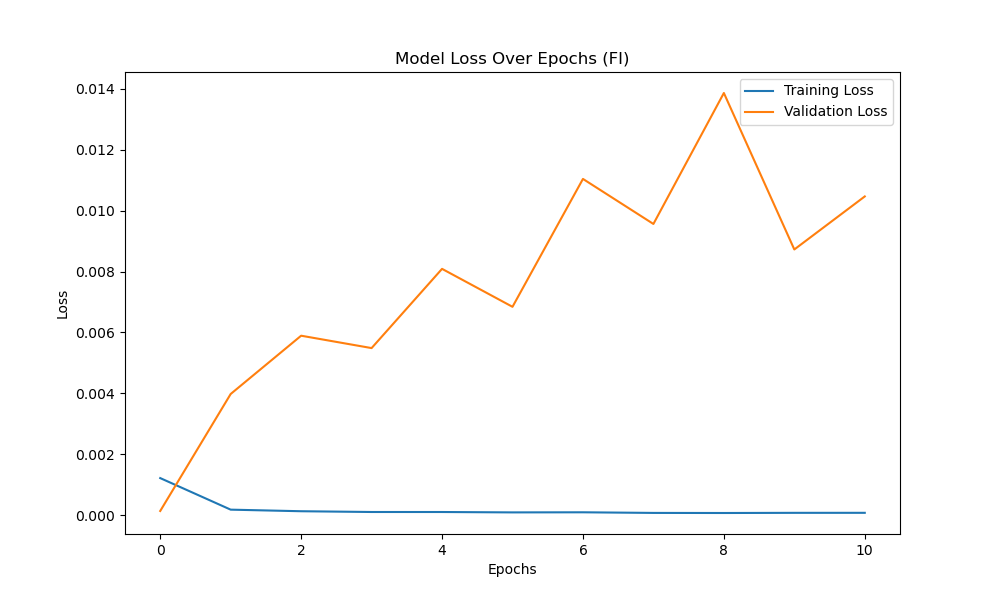 Model Loss Over Epochs (FI)
Training Loss
Validation Loss
0.014
0.012
0.010
0.008
0.006
0.004
0.002
0.000
Loss
0 2 4 6 8 10
Epochs